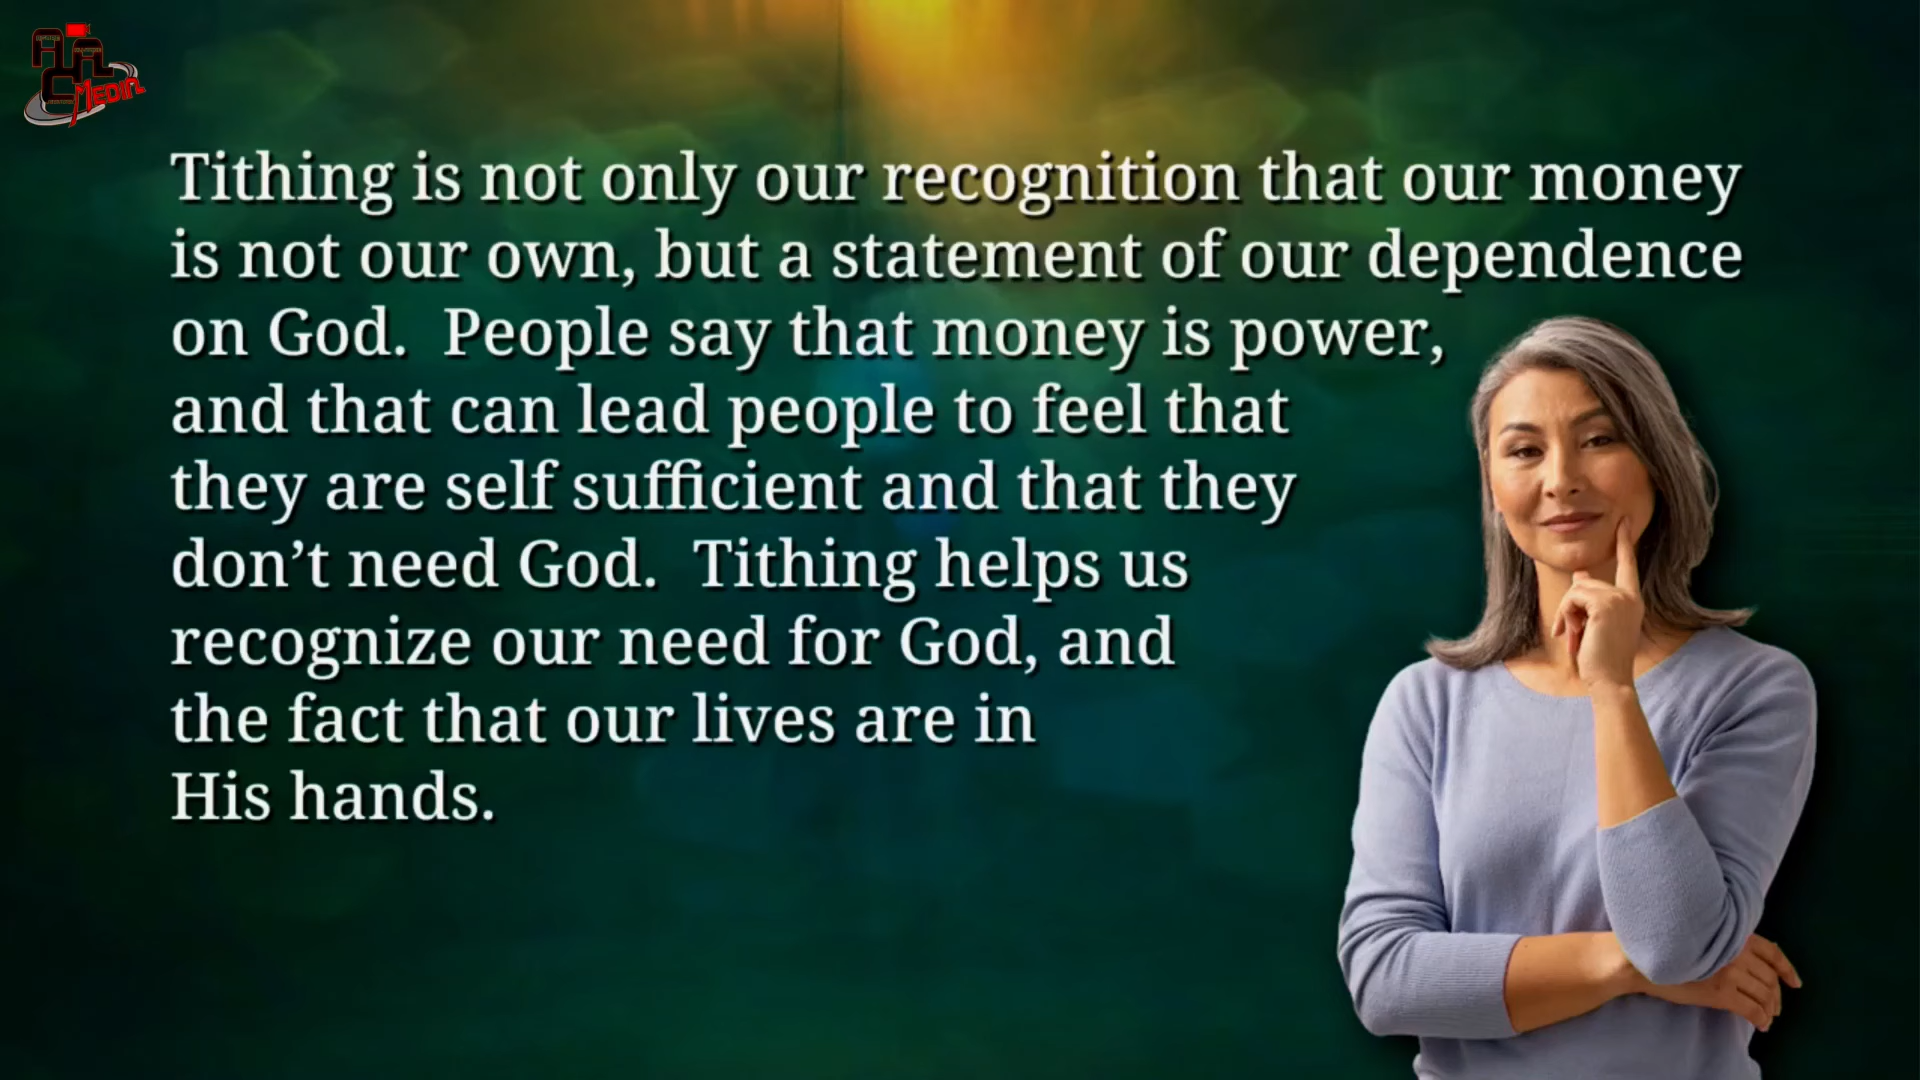 MEDIA
Tithing is not only our recognition that our money
is not our own, but a statement of our dependence
on God.  People say that money is power,
and that can lead people to feel that
they are self sufficient and that they
don’t need God.  Tithing helps us
recognize our need for God, and
the fact that our lives are in
His hands.